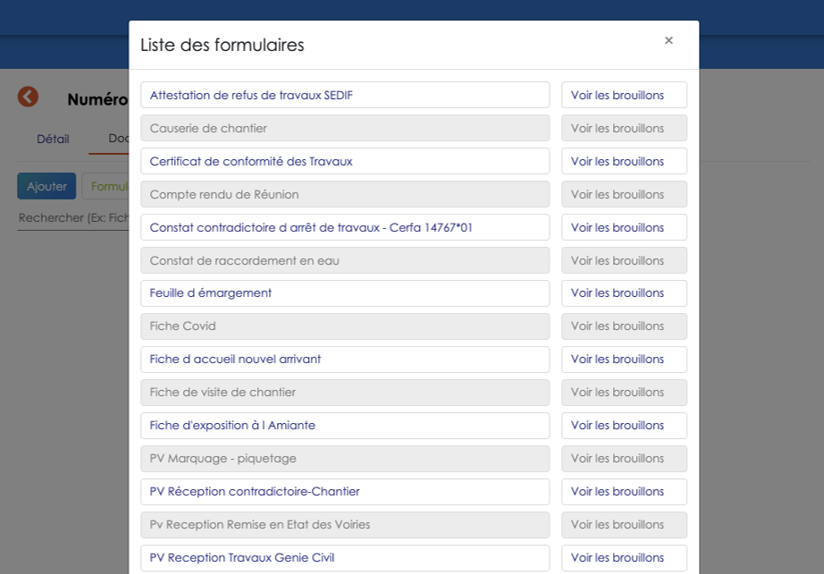 Liste des formulaires ×
Numéro
Détail
Ajouter
Rechercher (Ex:
Attestation de refus de travaux SEDIF Voir les brouillons
Causerie de chantier Voir les brouillons
Certificat de conformité des Travaux Voir les brouillons
Compte rendu de Réunion Voir les brouillons
Constat contradictoire d arrêt de travaux - Cerfa 14767*01 Voir les brouillons
Constat de raccordement en eau Voir les brouillons
Feuille d émargement Voir les brouillons
Fiche Covid Voir les brouillons
Fiche d accueil nouvel arrivant Voir les brouillons
Fiche de visite de chantier Voir les brouillons
Fiche d'exposition à l Amiante Voir les brouillons
PV Marquage - piquetage Voir les brouillons
PV Réception contradictoire-Chantier Voir les brouillons
Pv Reception Remise en Etat des Voiries Voir les brouillons
PV Reception Travaux Genie Civil Voir les brouillons